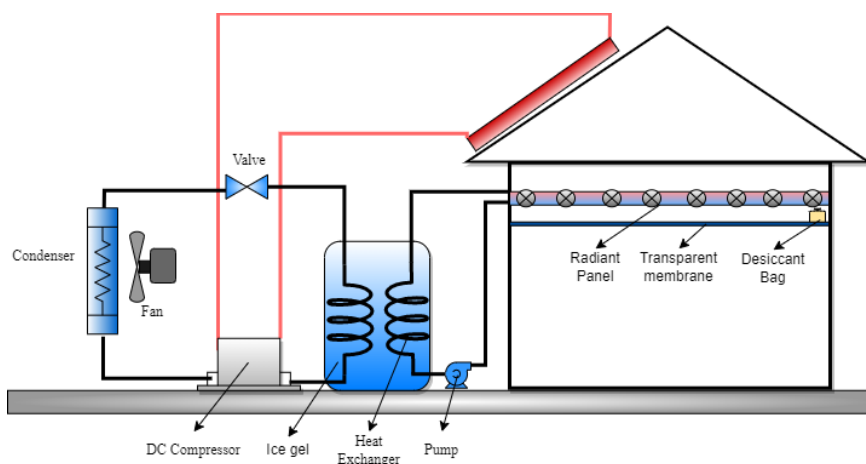 Valve
Condenser
Fan
Radiant
Panel
Transparent
membrane
Desiccant
Bag
DC Compressor
Ice gel
Heat
Exchanger
Pump